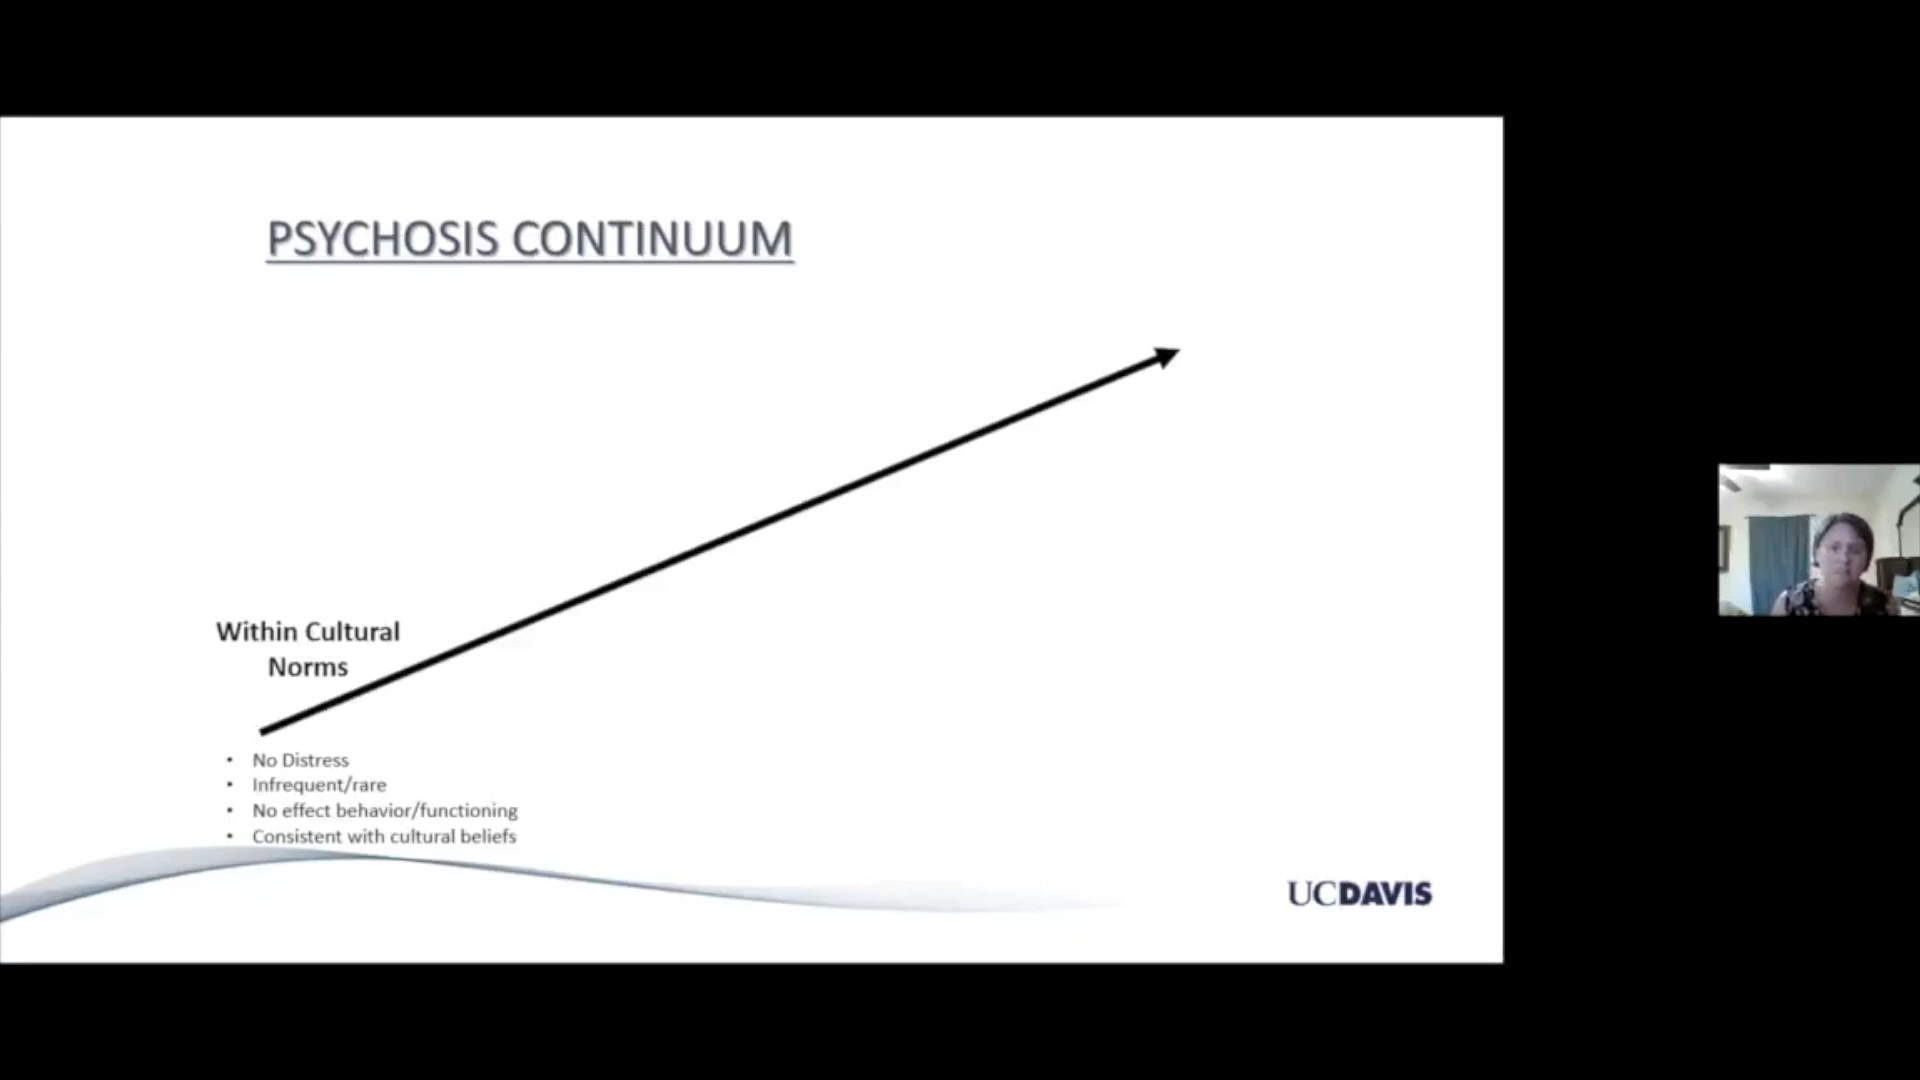 PSYCHOSIS CONTINUUM
Within Cultural
Norms
• No Distress
• Infrequent/rare
• No effect behavior/functioning
• Consistent with cultural beliefs
UCDAVIS